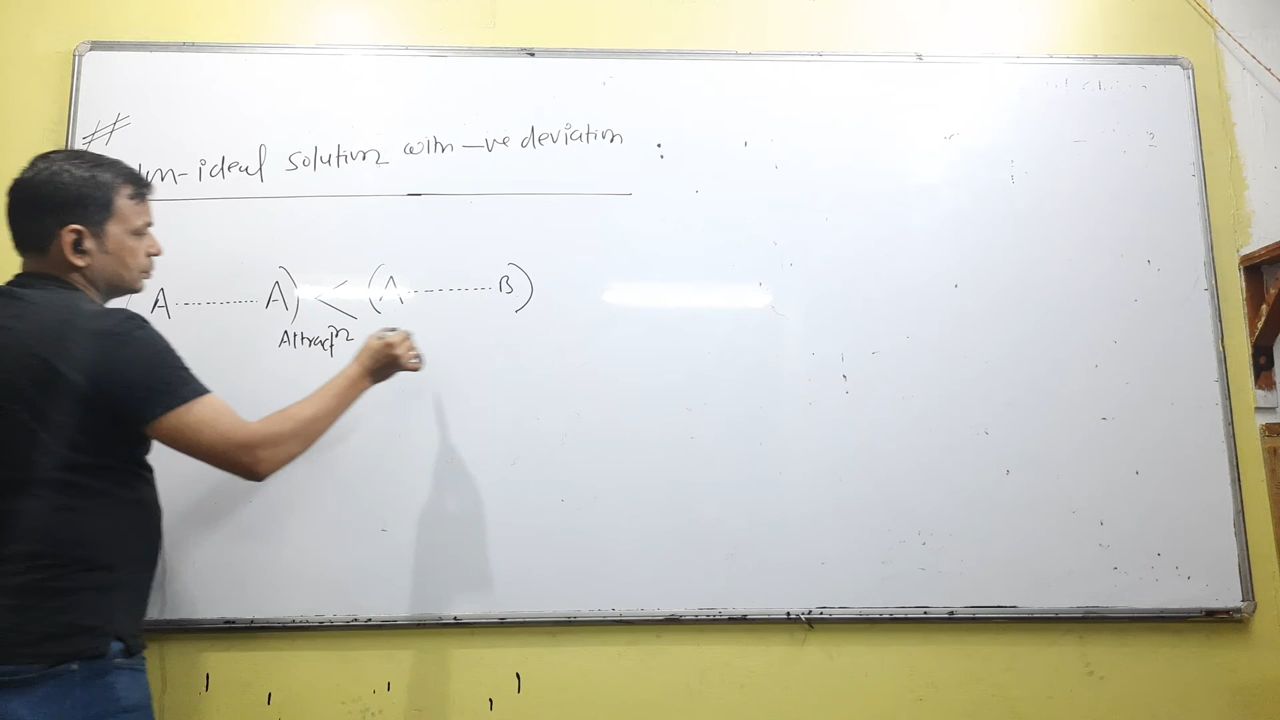 #
n-ideal solution with -ve deviation :
A ------- A) < (A ------- B)
Attracn